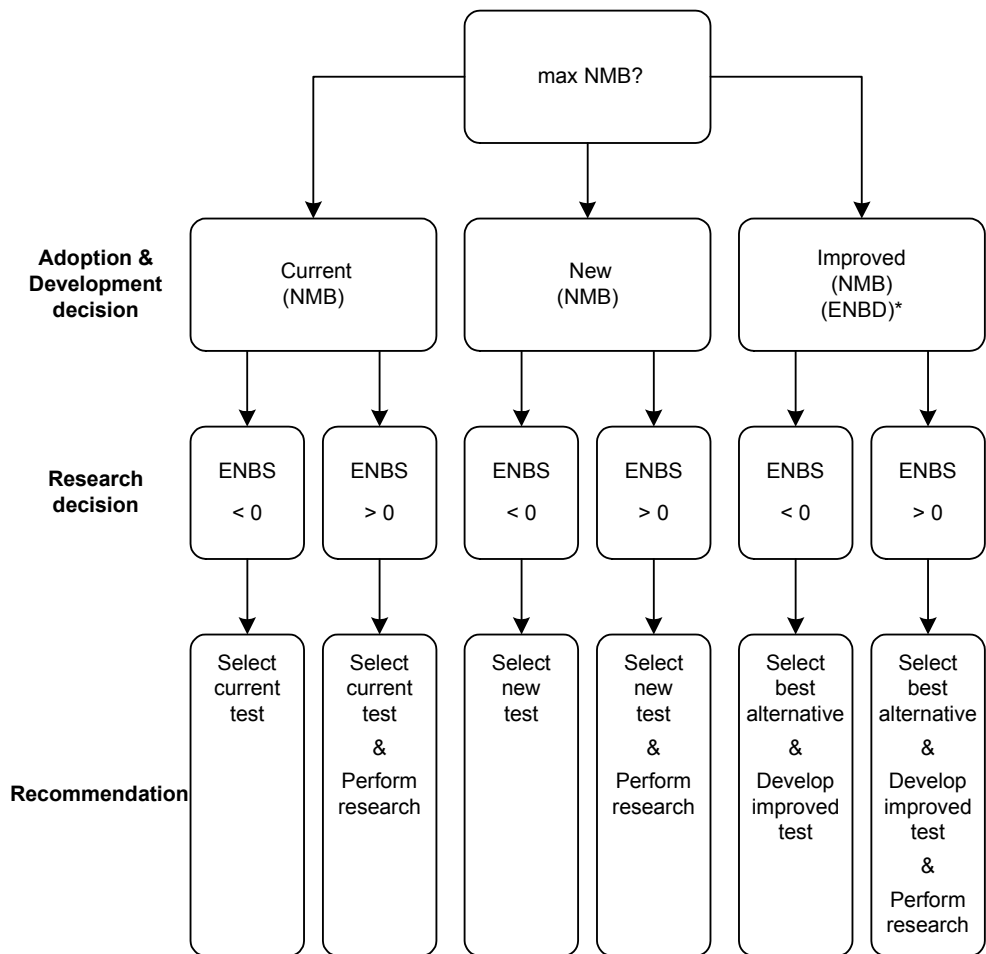 max NMB?
Adoption &
Development
decision
Current
(NMB)
New
(NMB)
Improved
(NMB)
(ENBD)*
Research
decision
ENBS
< 0
ENBS
> 0
ENBS
< 0
ENBS
> 0
ENBS
< 0
ENBS
> 0
Recommendation
Select
current
test
Select
current
test
&
Perform
research
Select
new
test
Select
new
test
&
Perform
research
Select
best
alternative
&
Develop
improved
test
Select
best
alternative
&
Develop
improved
test
&
Perform
research